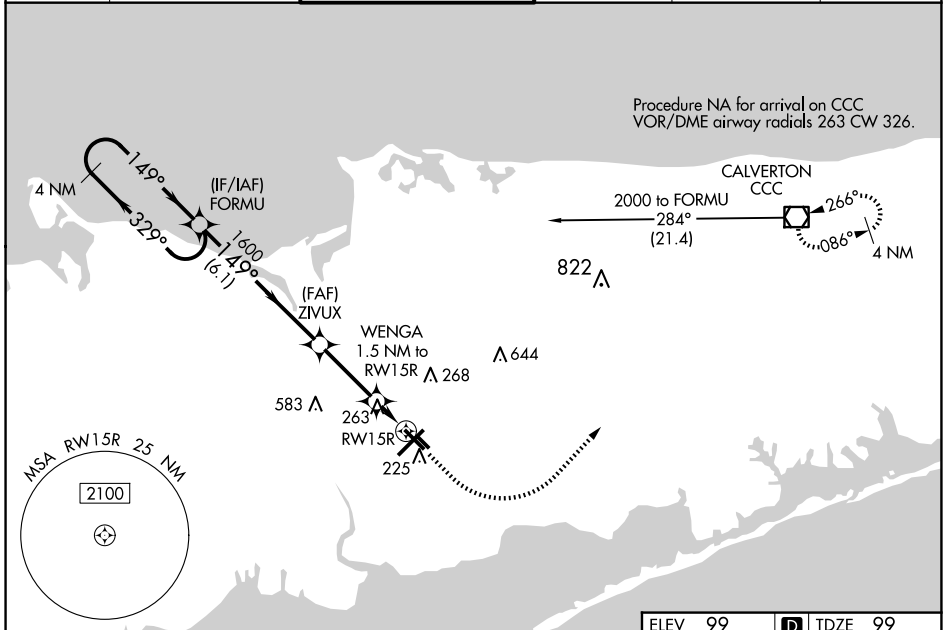 Procedure NA for arrival on CCC
VOR/DME airway radials 263 CW 326.
CALVERTON
CCC
2000 to FORMU
284°
(21.4)
266°
086°
4 NM
149°
4 NM
329°
(IF/IAF)
FORMU
1600
149°
(6.1)
822
(FAF)
ZIVUX
WENGA
1.5 NM to
RW15R
644
268
583
263
RW15R
225
MSA RW15R 25 NM
2100
ELEV 99 D TDZE 99